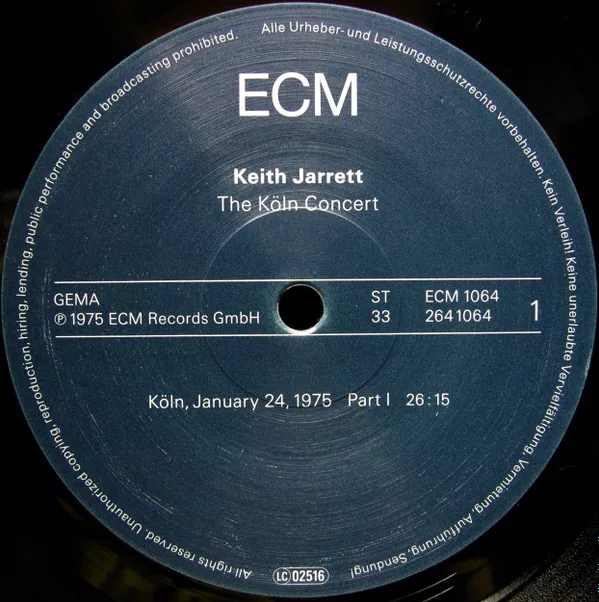 ECM
Keith Jarrett
The Köln Concert
GEMA
℗ 1975 ECM Records GmbH
ST
33
ECM 1064
2641064
1
Köln, January 24, 1975 Part I 26:15
All rights reserved. Unauthorized copying, reproduction, hiring, lending, public performance and broadcasting prohibited.
Alle Urheber- und Leistungsschutzrechte vorbehalten. Kein Verleih! Keine unerlaubte Vervielfältigung, Vermietung, Aufführung, Sendung!
LC 02516